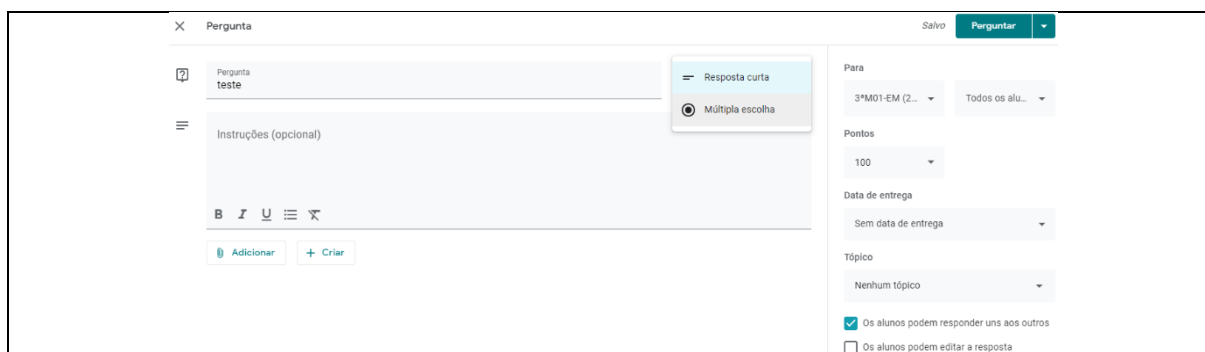 Pergunta
Salvo
Perguntar
Pergunta
teste
Resposta curta
Múltipla escolha
Instruções (opcional)
B I U
Adicionar
+ Criar
Para
3ªM01-EM (2...
Todos os alu...
Pontos
100
Data de entrega
Sem data de entrega
Tópico
Nenhum tópico
Os alunos podem responder uns aos outros
Os alunos podem editar a resposta